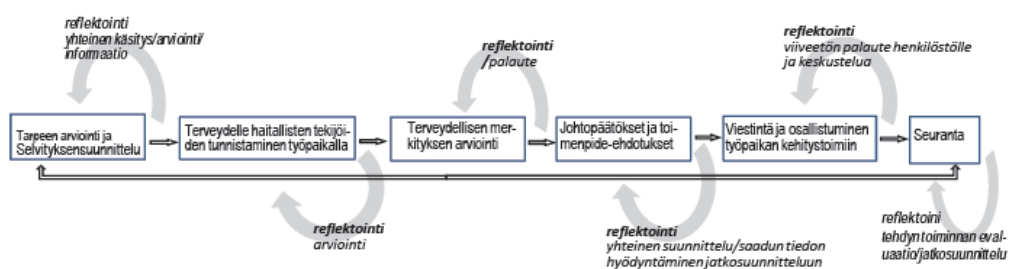 reflektointi
yhteinen käsitys/arviointi/
informaatio
reflektointi
/palaute
reflektointi
viiveetön palaute henkilöstölle
ja keskustelua
Tarpeen arviointi ja
Selvityksensuunnittelu
Terveydelle haitallisten tekijöi-
den tunnistaminen työpaikalla
Terveydellisen mer-
kityksen arviointi
Johtopäätökset ja toi-
menpide-ehdotukset
Viestintä ja osallistuminen
työpaikan kehitystoimiin
Seuranta
reflektointi
arviointi
reflektointi
yhteinen suunnittelu/saadun tiedon
hyödyntäminen jatkosuunnitteluun
reflektoini
tehdyn toiminnan eval-
uaatio/jatkosuunnittelu